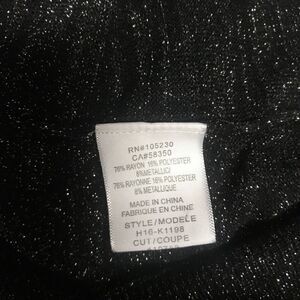 RN#105230
CA#58350
76% RAYON 16% POLYESTER
8%METALLIC/
76% RAYONNE 16% POLYESTER
8% METALLIQUE
MADE IN CHINA
FABRIQUE EN CHINE
STYLE/MODÈLE
H16-K1198
CUT/COUPE